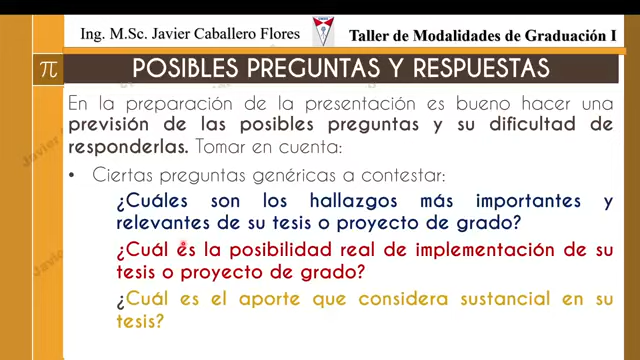 Ing. M.Sc. Javier Caballero Flores
Taller de Modalidades de Graduación I
π
POSIBLES PREGUNTAS Y RESPUESTAS
En la preparación de la presentación es bueno hacer una
previsión de las posibles preguntas y su dificultad de
responderlas. Tomar en cuenta:
• Ciertas preguntas genéricas a contestar:
¿Cuáles son los hallazgos más importantes y
relevantes de su tesis o proyecto de grado?
¿Cuál es la posibilidad real de implementación de su
tesis o proyecto de grado?
¿Cuál es el aporte que considera sustancial en su
tesis?